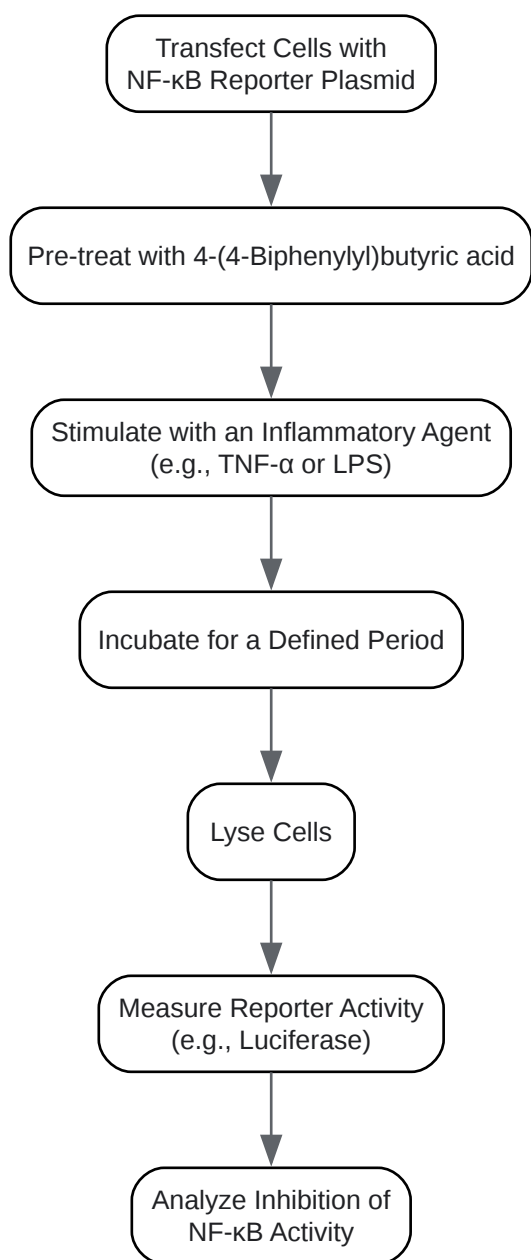 Transfect Cells with
NF-κB Reporter Plasmid
Pre-treat with 4-(4-Biphenylyl)butyric acid
Stimulate with an Inflammatory Agent
(e.g., TNF-α or LPS)
Incubate for a Defined Period
Lyse Cells
Measure Reporter Activity
(e.g., Luciferase)
Analyze Inhibition of
NF-κB Activity